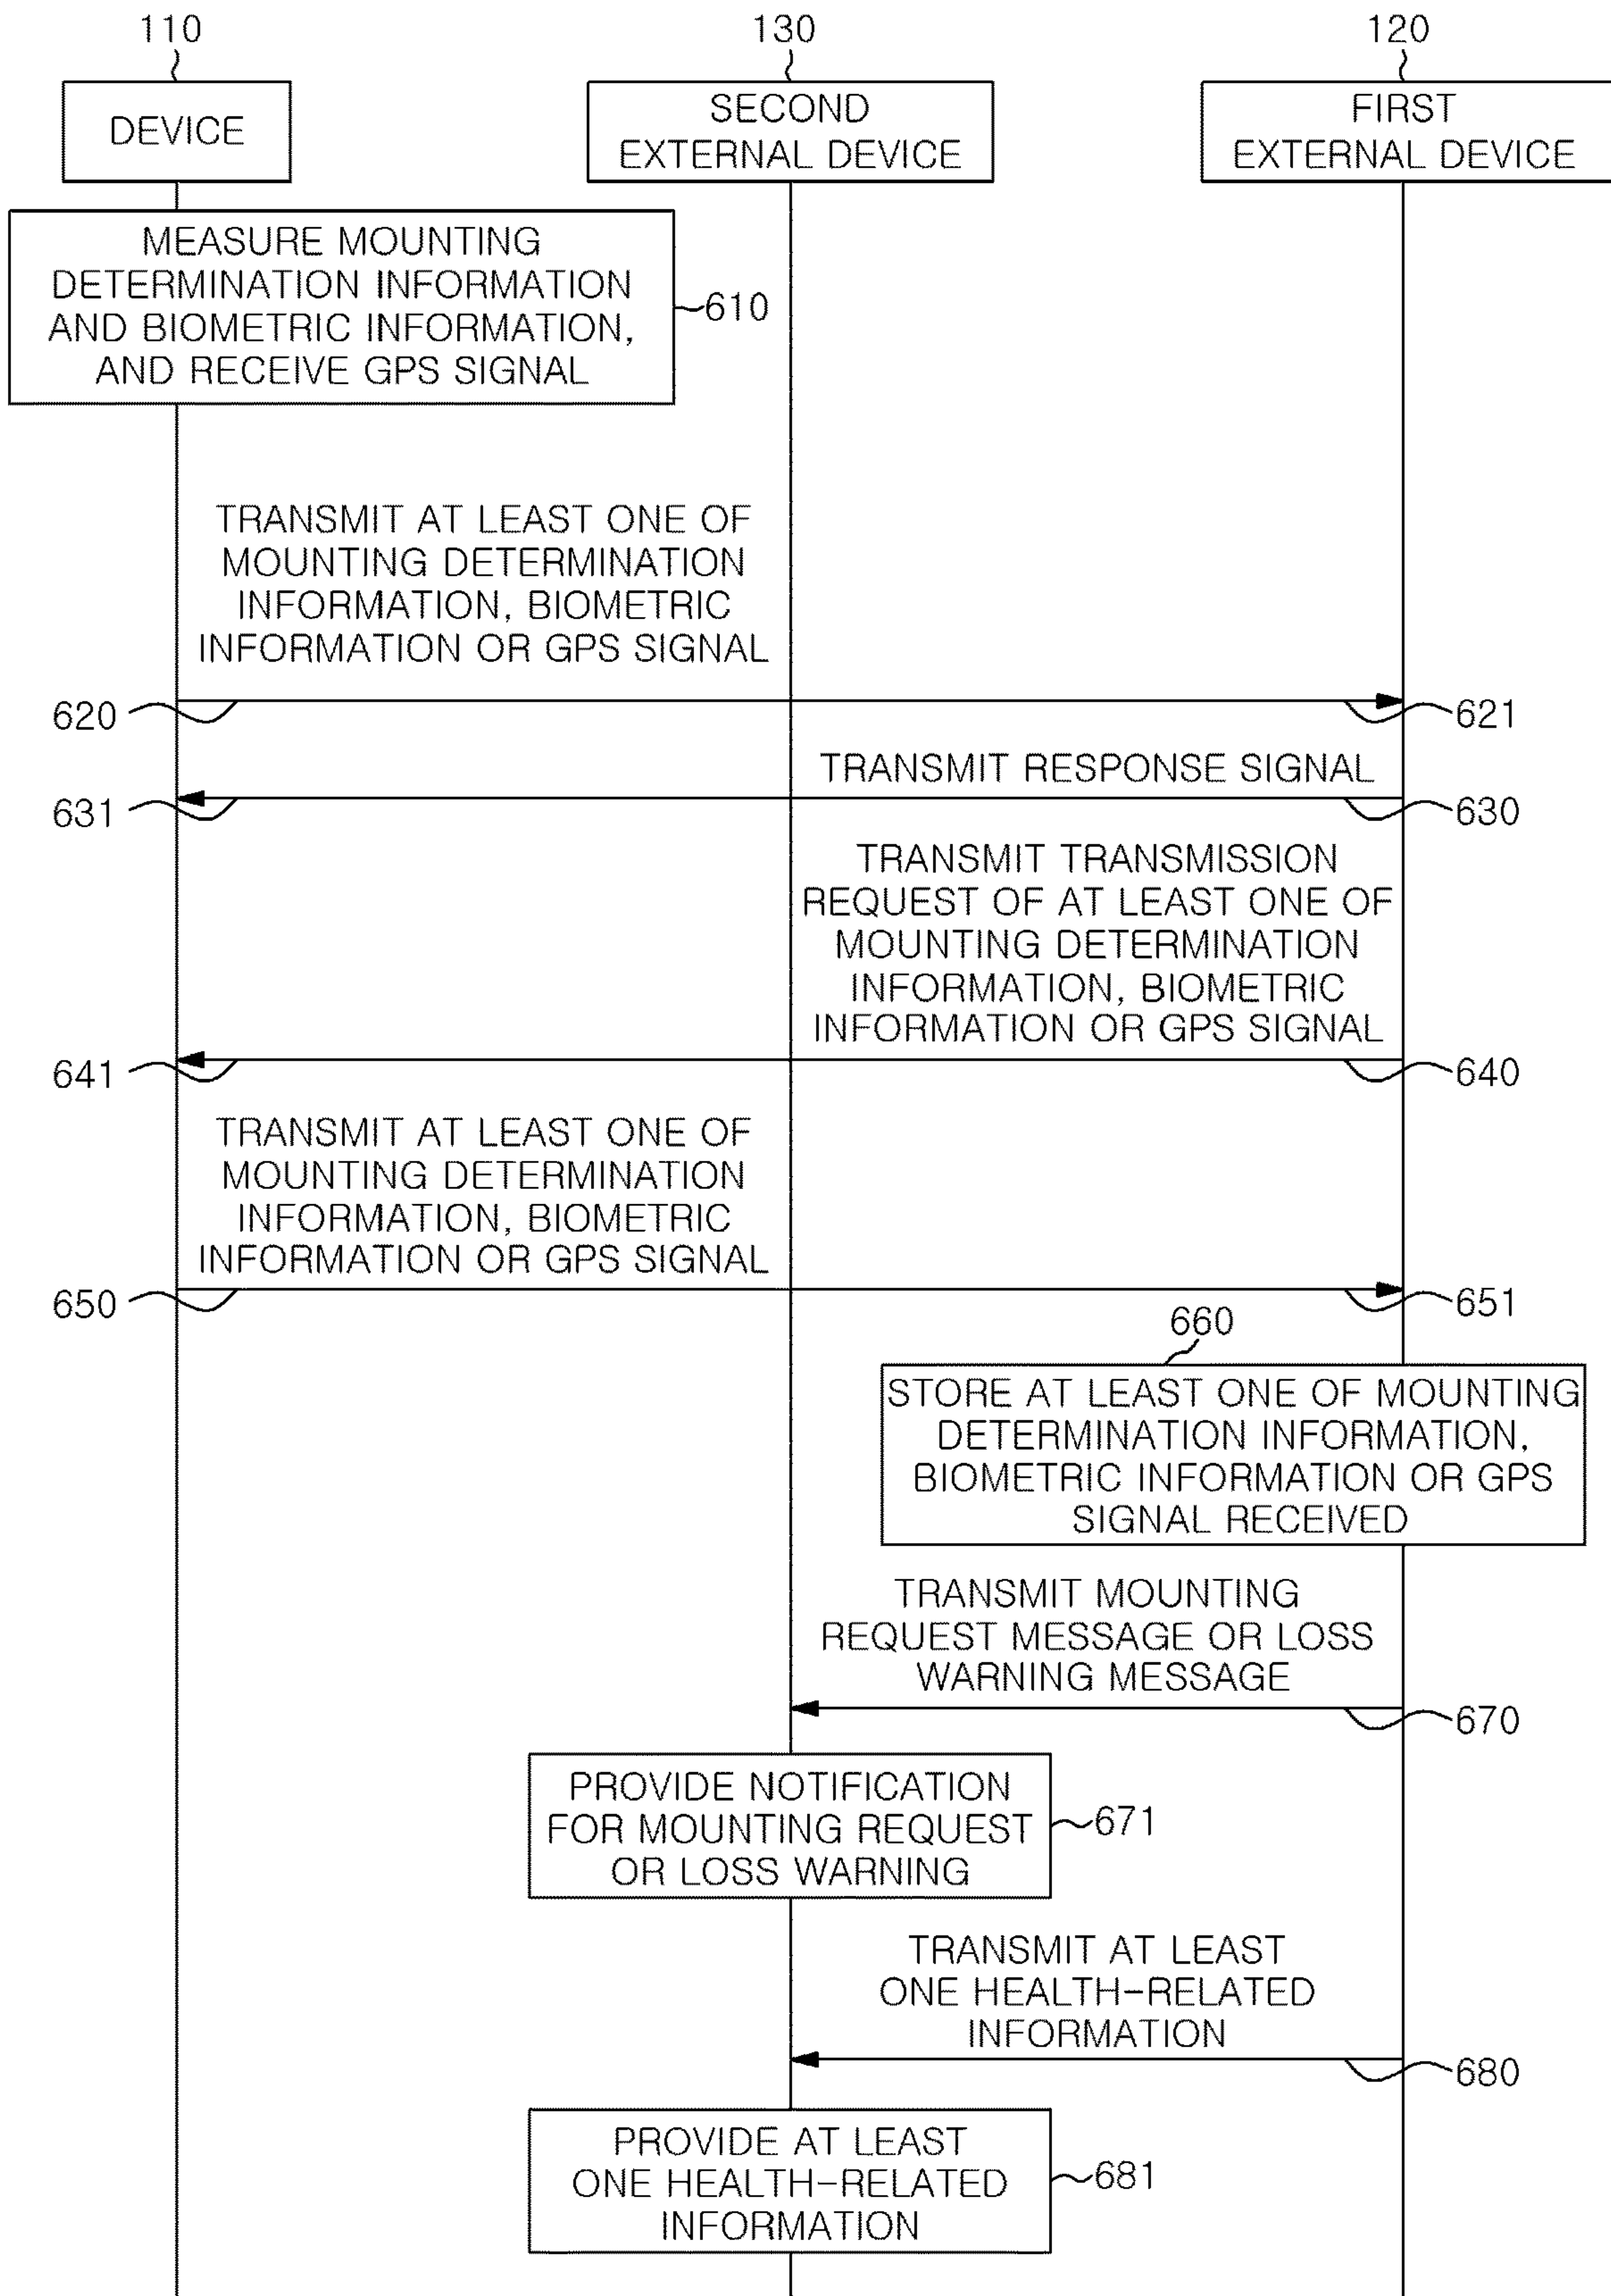 110
130
120
DEVICE
SECOND
EXTERNAL DEVICE
FIRST
EXTERNAL DEVICE
MEASURE MOUNTING
DETERMINATION INFORMATION
AND BIOMETRIC INFORMATION,
AND RECEIVE GPS SIGNAL
610
TRANSMIT AT LEAST ONE OF
MOUNTING DETERMINATION
INFORMATION, BIOMETRIC
INFORMATION OR GPS SIGNAL
620
621
TRANSMIT RESPONSE SIGNAL
631
630
TRANSMIT TRANSMISSION
REQUEST OF AT LEAST ONE OF
MOUNTING DETERMINATION
INFORMATION, BIOMETRIC
INFORMATION OR GPS SIGNAL
641
640
TRANSMIT AT LEAST ONE OF
MOUNTING DETERMINATION
INFORMATION, BIOMETRIC
INFORMATION OR GPS SIGNAL
650
651
660
STORE AT LEAST ONE OF MOUNTING
DETERMINATION INFORMATION,
BIOMETRIC INFORMATION OR GPS
SIGNAL RECEIVED
TRANSMIT MOUNTING
REQUEST MESSAGE OR LOSS
WARNING MESSAGE
670
PROVIDE NOTIFICATION
FOR MOUNTING REQUEST
OR LOSS WARNING
671
TRANSMIT AT LEAST
ONE HEALTH-RELATED
INFORMATION
680
PROVIDE AT LEAST
ONE HEALTH-RELATED
INFORMATION
681